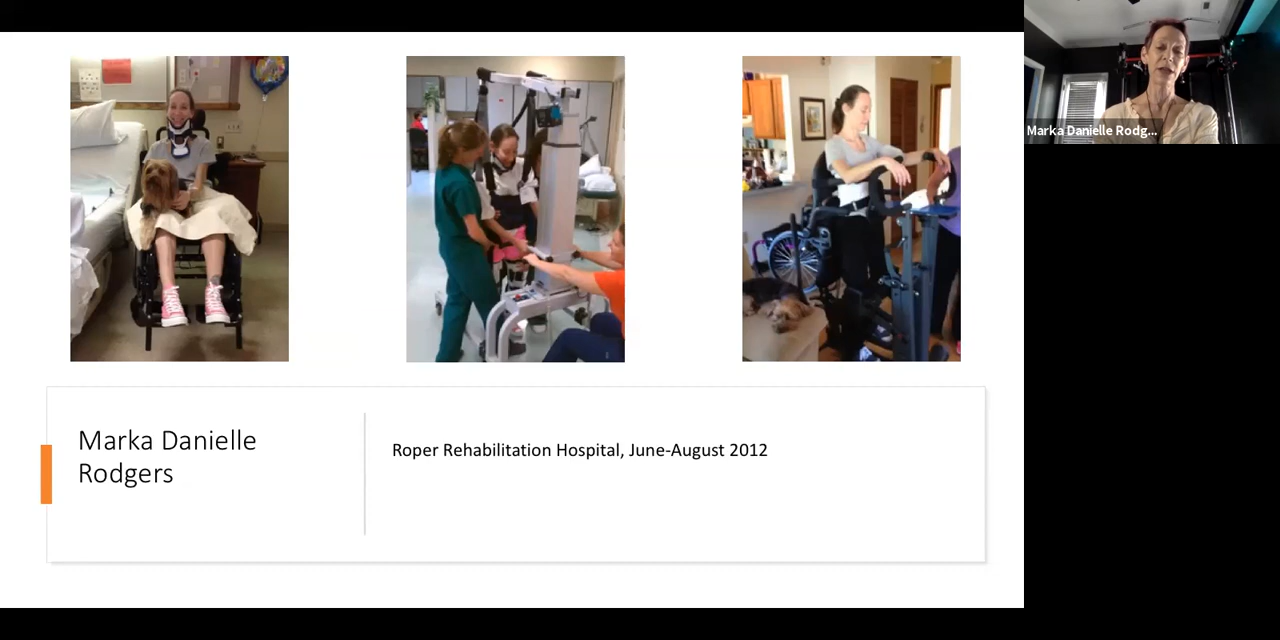 Marka Danielle Rodg...
Marka Danielle
Rodgers
Roper Rehabilitation Hospital, June-August 2012